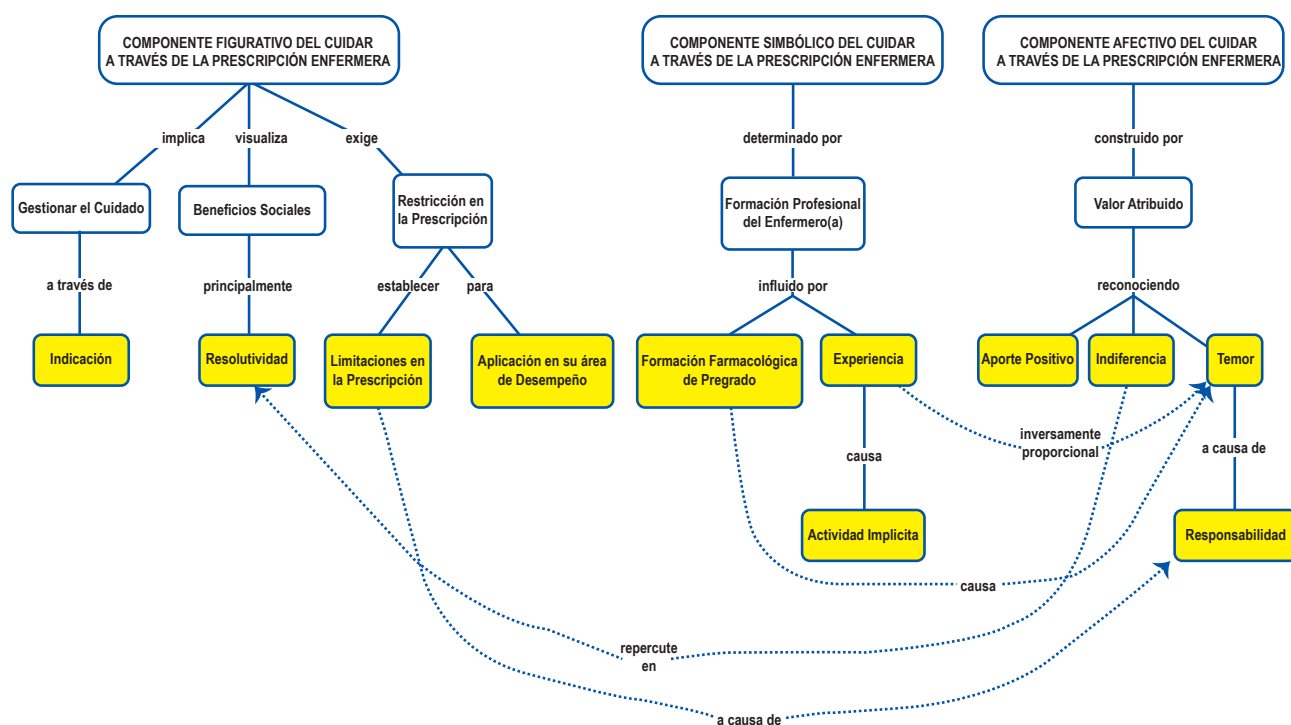 COMPONENTE FIGURATIVO DEL CUIDAR
A TRAVÉS DE LA PRESCRIPCIÓN ENFERMERA
COMPONENTE SIMBÓLICO DEL CUIDAR
A TRAVÉS DE LA PRESCRIPCIÓN ENFERMERA
COMPONENTE AFECTIVO DEL CUIDAR
A TRAVÉS DE LA PRESCRIPCIÓN ENFERMERA
implica
visualiza
exige
determinado por
construido por
Gestionar el Cuidado
Beneficios Sociales
Restricción en
la Prescripción
Formación Profesional
del Enfermero(a)
Valor Atribuido
a través de
principalmente
establecer
para
influido por
reconociendo
Indicación
Resolutividad
Limitaciones en
la Prescripción
Aplicación en su área
de Desempeño
Formación Farmacológica
de Pregrado
Experiencia
Aporte Positivo
Indiferencia
Temor
inversamente
proporcional
causa
a causa de
Actividad Implicita
Responsabilidad
causa
repercute
en
a causa de